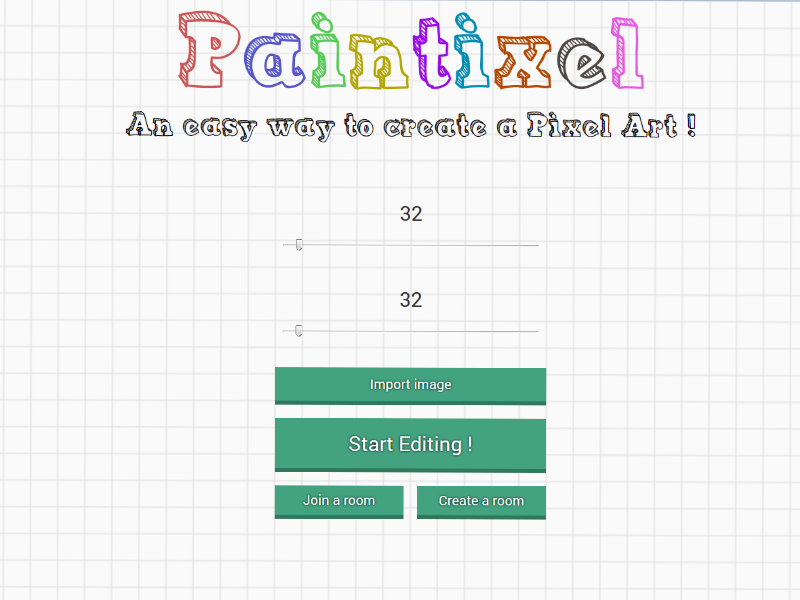 Paintixel
An easy way to create a Pixel Art !
32
32
Import image
Start Editing !
Join a room
Create a room